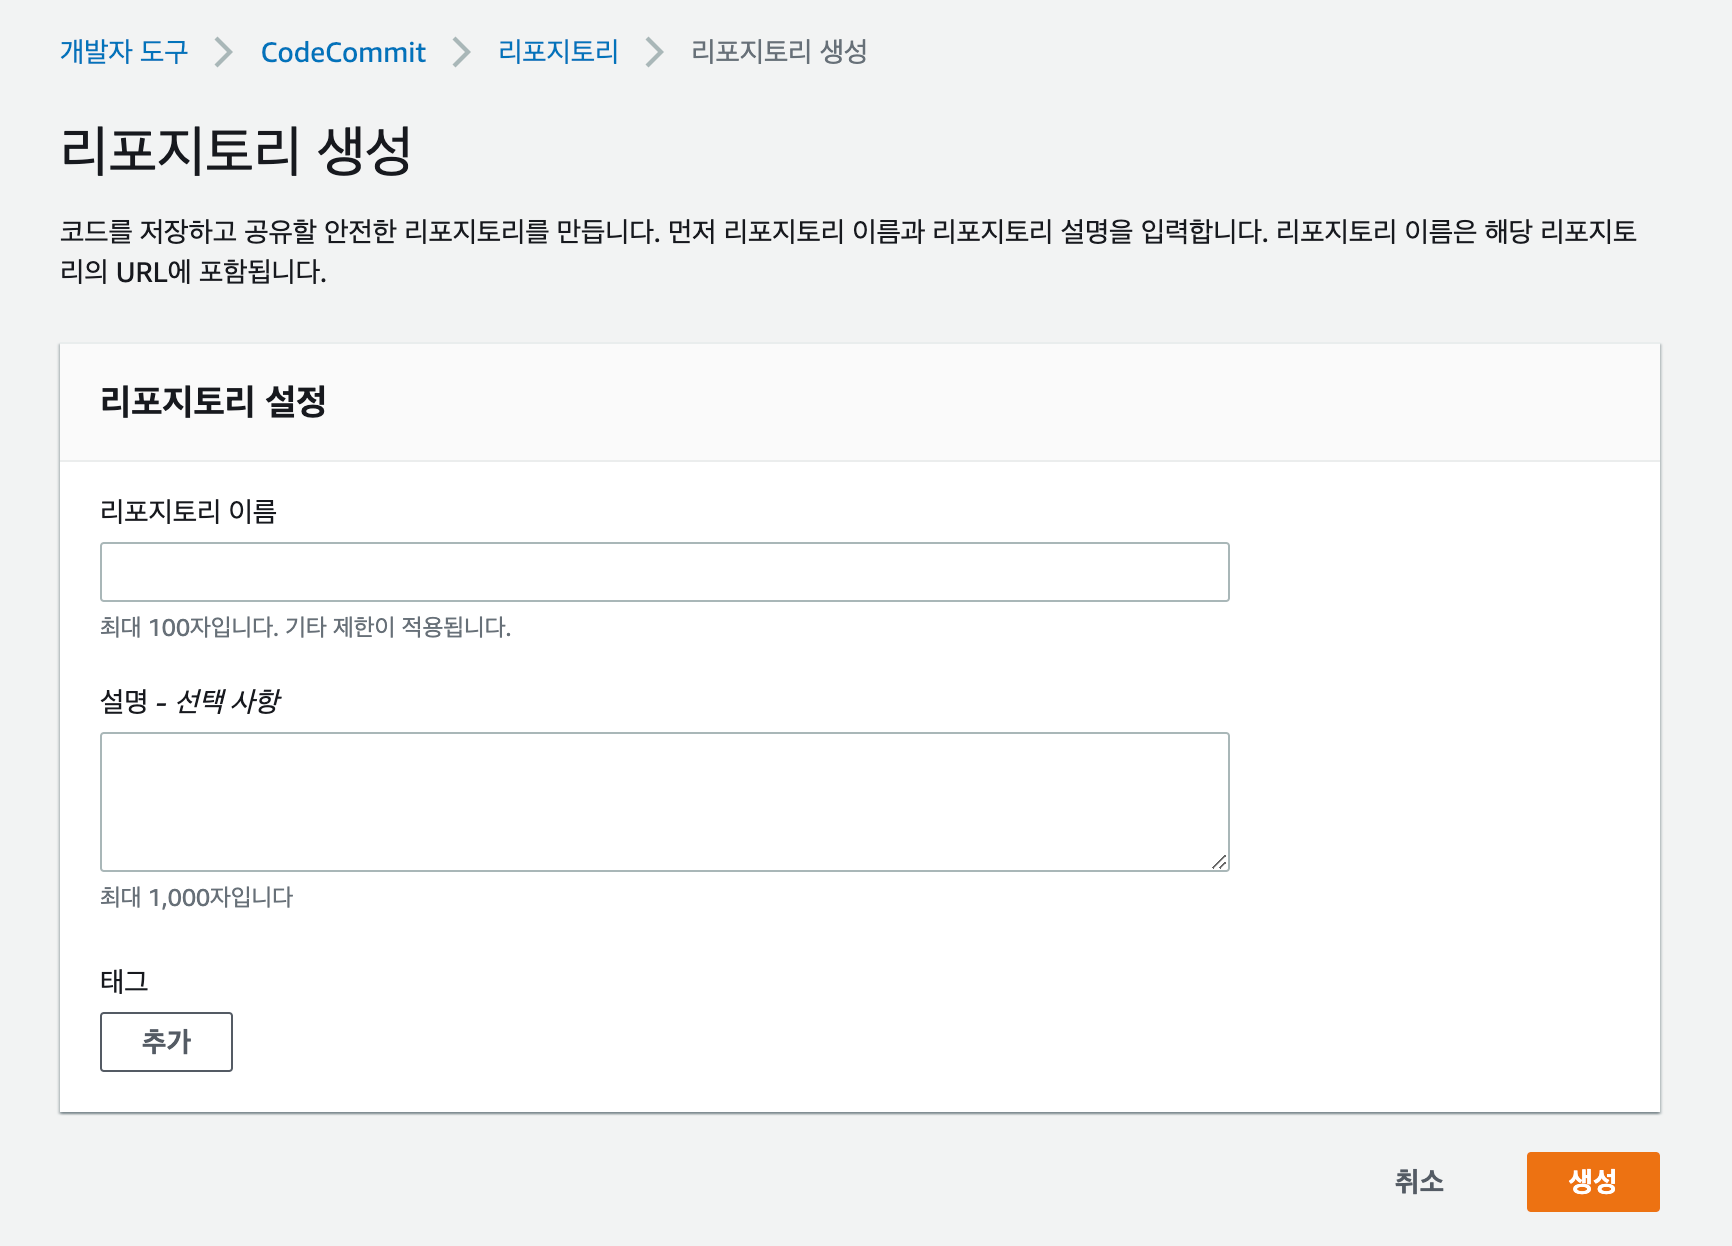 개발자 도구 > CodeCommit > 리포지토리 > 리포지토리 생성
리포지토리 생성
코드를 저장하고 공유할 안전한 리포지토리를 만듭니다. 먼저 리포지토리 이름과 리포지토리 설명을 입력합니다. 리포지토리 이름은 해당 리포지토
리의 URL에 포함됩니다.
리포지토리 설정
리포지토리 이름
최대 100자입니다. 기타 제한이 적용됩니다.
설명 - 선택 사항
최대 1,000자입니다
태그
추가
취소 생성